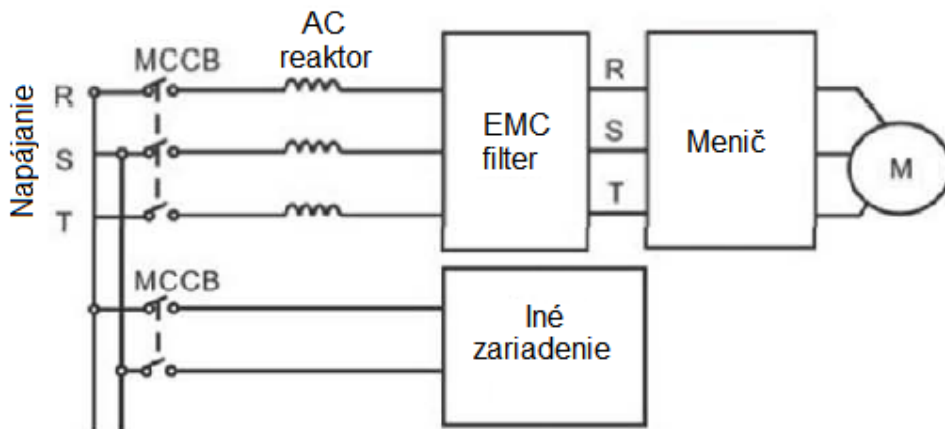 AC
reaktor
MCCB
Napájanie
R
S
T
EMC
filter
R
S
T
Menič
M
MCCB
Iné
zariadenie